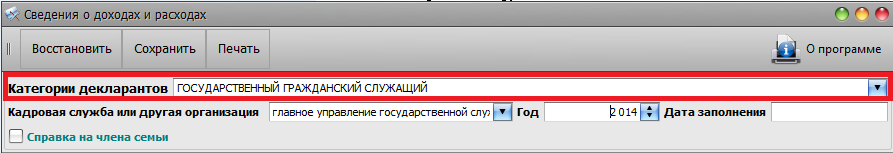 Сведения о доходах и расходах
Восстановить Сохранить Печать О программе
Категории декларантов ГОСУДАРСТВЕННЫЙ ГРАЖДАНСКИЙ СЛУЖАЩИЙ
Кадровая служба или другая организация главное управление государственной слу Год 2 014 Дата заполнения
Справка на члена семьи